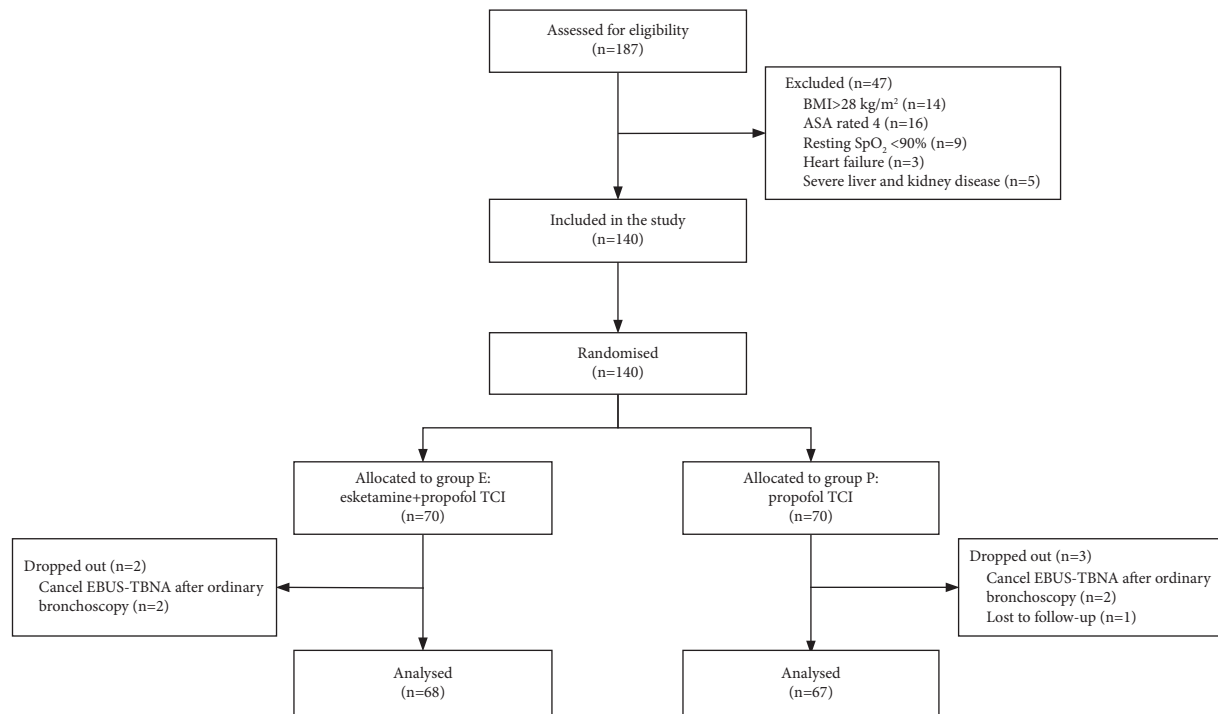 Assessed for eligibility
(n=187)
Excluded (n=47)
BMI>28 kg/m² (n=14)
ASA rated 4 (n=16)
Resting SpO₂ <90% (n=9)
Heart failure (n=3)
Severe liver and kidney disease (n=5)
Included in the study
(n=140)
Randomised
(n=140)
Allocated to group E:
esketamine+propofol TCI
(n=70)
Allocated to group P:
propofol TCI
(n=70)
Dropped out (n=2)
Cancel EBUS-TBNA after ordinary
bronchoscopy (n=2)
Dropped out (n=3)
Cancel EBUS-TBNA after ordinary
bronchoscopy (n=2)
Lost to follow-up (n=1)
Analysed
(n=68)
Analysed
(n=67)